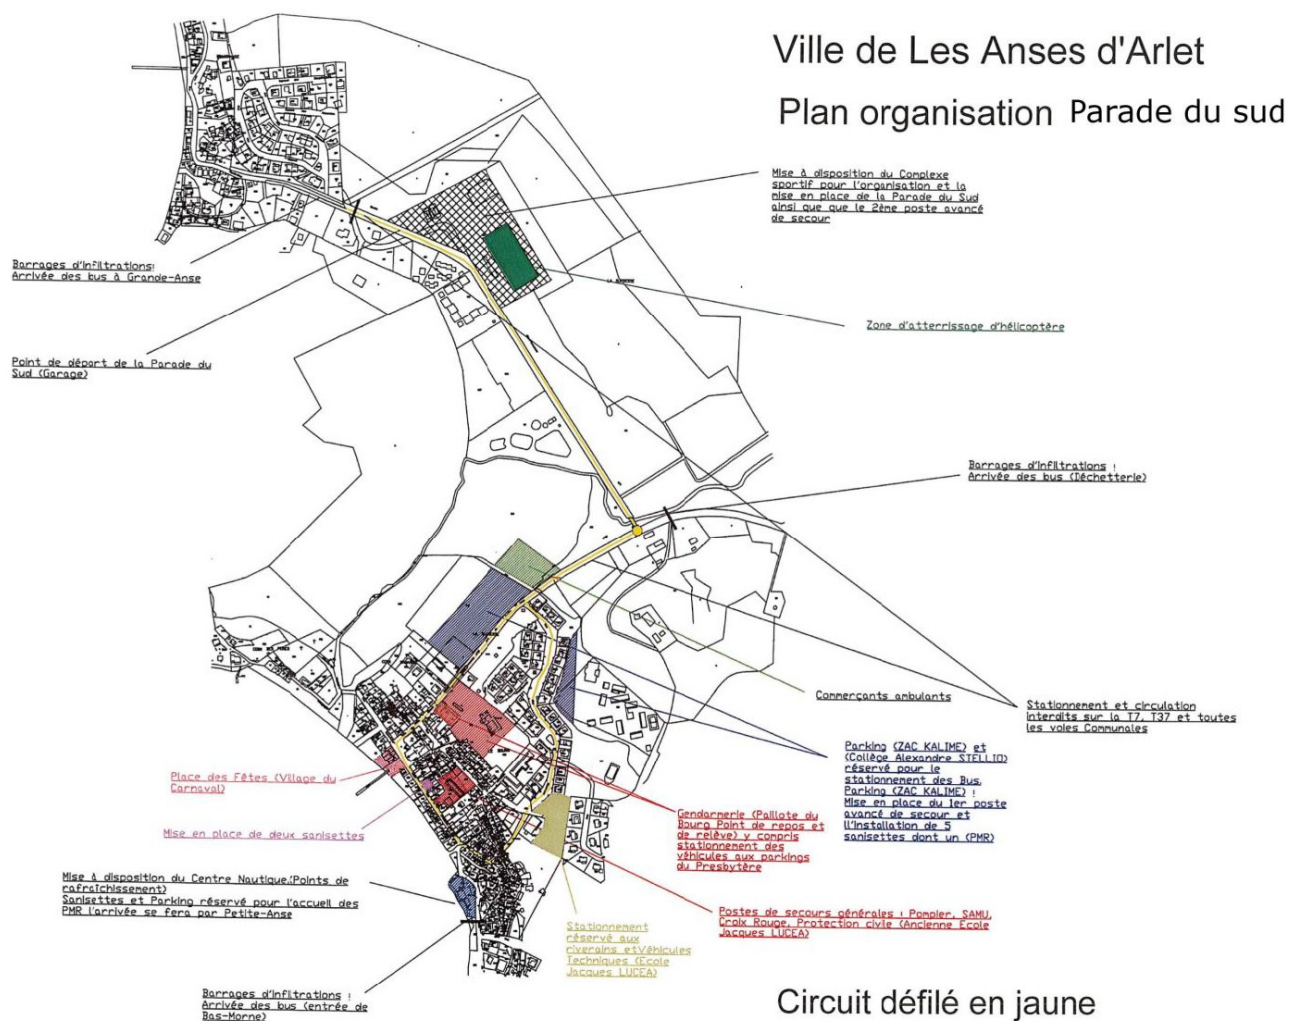 Ville de Les Anses d'Arlet
Plan organisation Parade du sud
Mise à disposition du Complexe
sportif pour l'organisation et la
mise en place de la Parade du Sud
ainsi que que le 2ème poste avancé
de secour
Barrages d'infiltrations:
Arrivée des bus à Grande-Anse
Zone d'atterrissage d'hélicoptère
Point de départ de la Parade du
Sud (Garage)
Barrages d'infiltrations :
Arrivée des bus (Déchetterie)
Commerçants ambulants
Stationnement et circulation
interdits sur la T7, T37 et toutes
les voies Communales
Parking (ZAC KALIME) et
(Collège Alexandre STELLIO)
réservé pour le
stationnement des Bus.
Parking (ZAC KALIME) :
Mise en place du 1er poste
avancé de secour et
l'installation de 5
sanisettes dont un (PMR)
Place des Fêtes (Village du
Carnaval)
Mise en place de deux sanisettes
Gendarmerie (Paillote du
Bourg Point de repos et
de relève) y compris
stationnement des
véhicules aux parkings
du Presbytère
Mise à disposition du Centre Nautique.(Points de
rafraîchissement)
Sanisettes et Parking réservé pour l'accueil des
PMR l'arrivée se fera par Petite-Anse
Postes de secours générales : Pompier, SAMU,
Croix Rouge, Protection civile (Ancienne Ecole
Jacques LUCEA)
Stationnement
réservé aux
riverains et Véhicules
Techniques (Ecole
Jacques LUCEA)
Barrages d'infiltrations :
Arrivée des bus (entrée de
Bas-Morne)
Circuit défilé en jaune